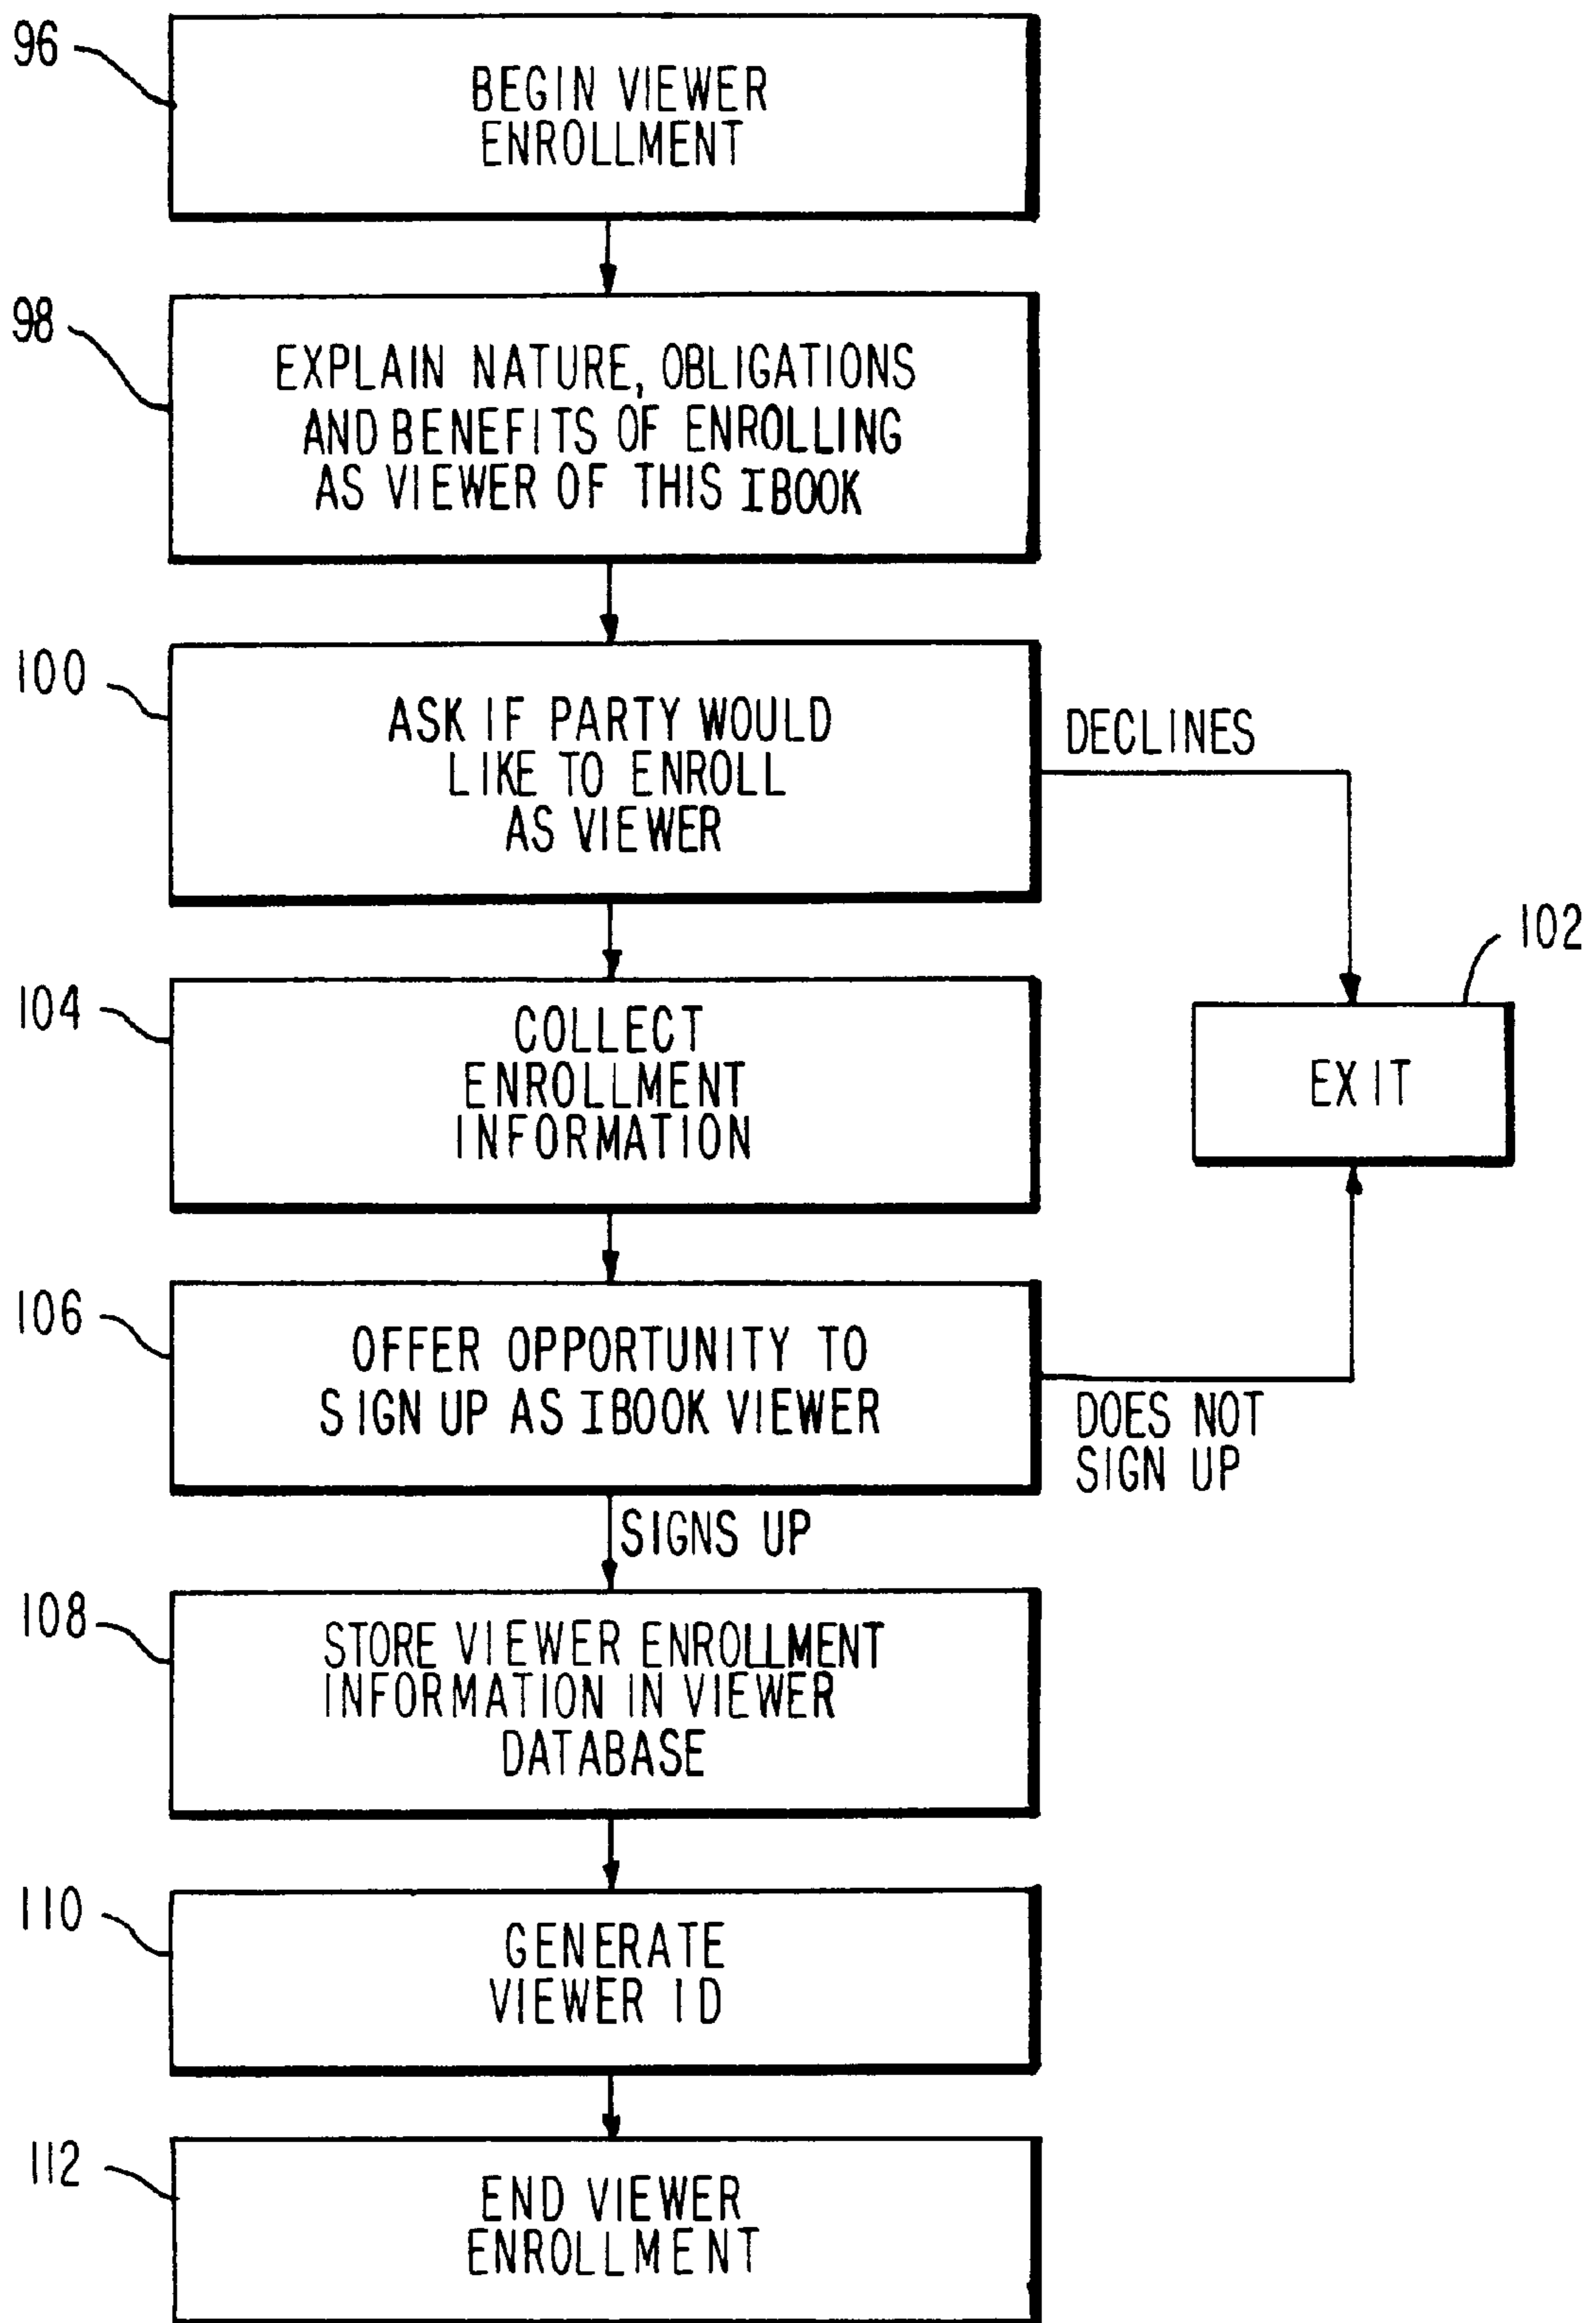 96
BEGIN VIEWER
ENROLLMENT
98
EXPLAIN NATURE, OBLIGATIONS
AND BENEFITS OF ENROLLING
AS VIEWER OF THIS IBOOK
100
ASK IF PARTY WOULD
LIKE TO ENROLL
AS VIEWER
DECLINES
102
EXIT
104
COLLECT
ENROLLMENT
INFORMATION
106
OFFER OPPORTUNITY TO
SIGN UP AS IBOOK VIEWER
DOES NOT
SIGN UP
SIGNS UP
108
STORE VIEWER ENROLLMENT
INFORMATION IN VIEWER
DATABASE
110
GENERATE
VIEWER ID
112
END VIEWER
ENROLLMENT